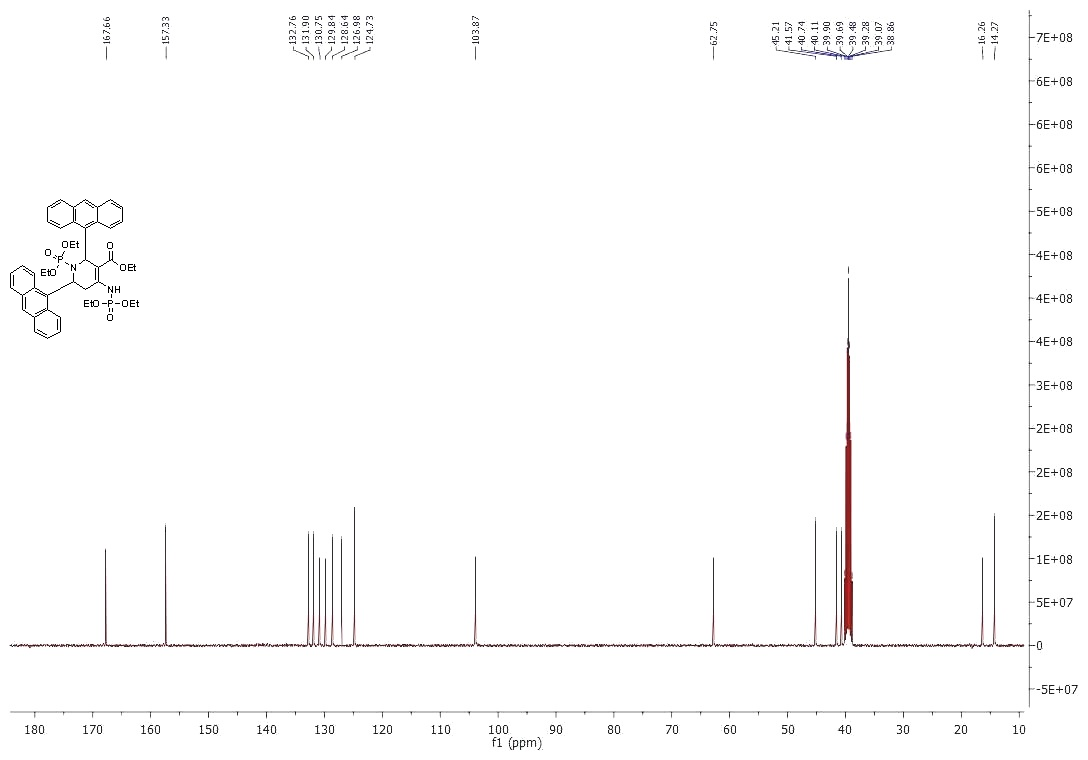 167.66
157.33
132.76
131.90
130.75
129.84
128.64
126.98
124.73
103.87
62.75
45.21
41.57
40.74
40.11
39.90
39.69
39.48
39.28
39.07
38.86
16.26
14.27
7E+08
6E+08
6E+08
6E+08
5E+08
4E+08
4E+08
4E+08
3E+08
2E+08
2E+08
2E+08
1E+08
5E+07
0
-5E+07
OEt
O
P
EtO
N
O
OEt
NH
EtO P OEt
O
180 170 160 150 140 130 120 110 100 90 80 70 60 50 40 30 20 10
f1 (ppm)